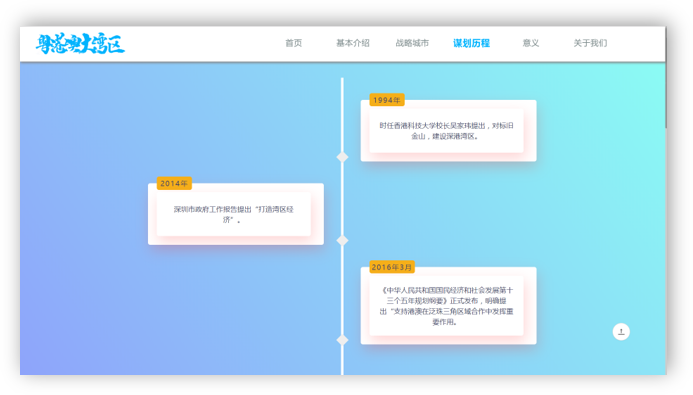 粤港澳大湾区
首页 基本介绍 战略城市 谋划历程 意义 关于我们
1994年
时任香港科技大学校长吴家玮提出，对标旧
金山，建设深港湾区。
2014年
深圳市政府工作报告提出“打造湾区经
济”。
2016年3月
《中华人民共和国国民经济和社会发展第十
三个五年规划纲要》正式发布，明确提
出“支持港澳在泛珠三角区域合作中发挥重
要作用。